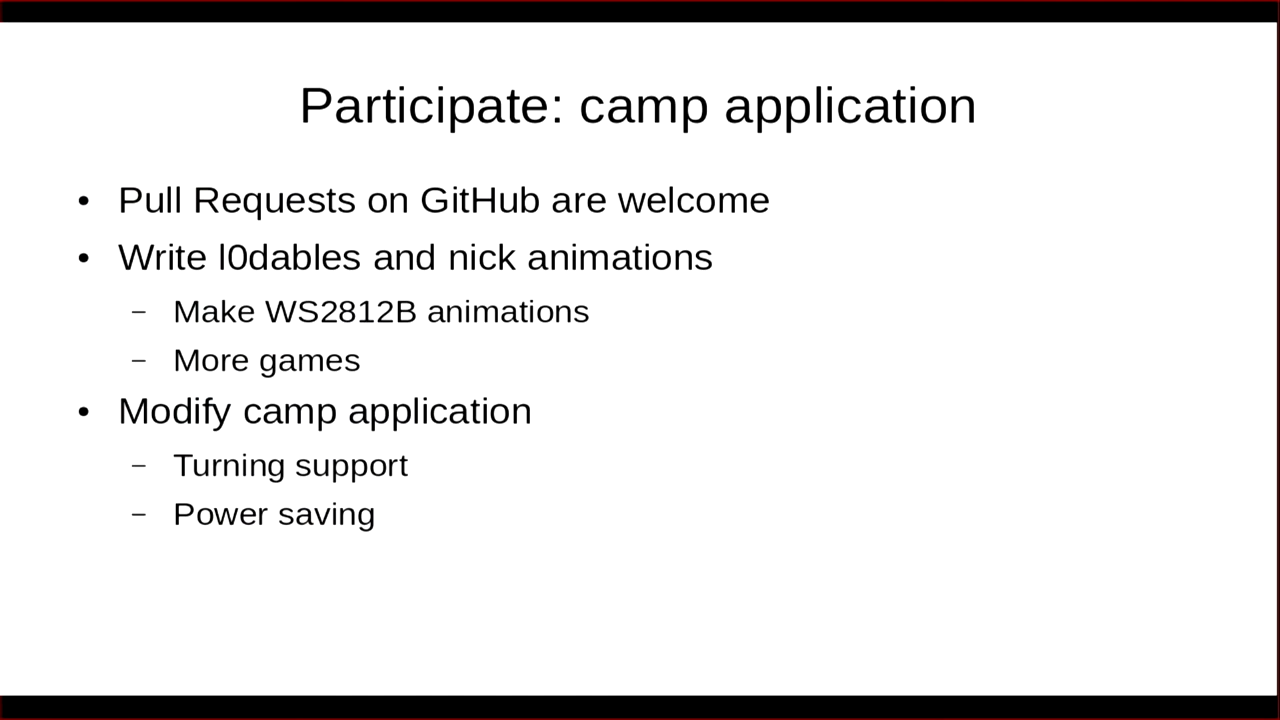 Participate: camp application
• Pull Requests on GitHub are welcome
• Write l0dables and nick animations
– Make WS2812B animations
– More games
• Modify camp application
– Turning support
– Power saving